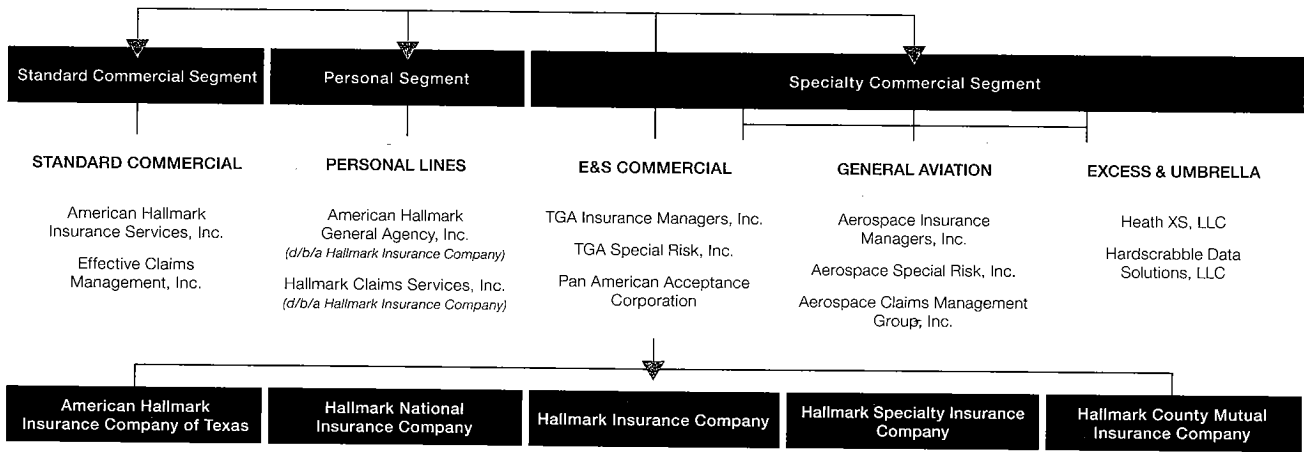 Standard Commercial Segment
Personal Segment
Specialty Commercial Segment
STANDARD COMMERCIAL
American Hallmark
Insurance Services, Inc.
Effective Claims
Management, Inc.
PERSONAL LINES
American Hallmark
General Agency, Inc.
(d/b/a Hallmark Insurance Company)
Hallmark Claims Services, Inc.
(d/b/a Hallmark Insurance Company)
E&S COMMERCIAL
TGA Insurance Managers, Inc.
TGA Special Risk, Inc.
Pan American Acceptance
Corporation
GENERAL AVIATION
Aerospace Insurance
Managers, Inc.
Aerospace Special Risk, Inc.
Aerospace Claims Management
Group, Inc.
EXCESS & UMBRELLA
Heath XS, LLC
Hardscrabble Data
Solutions, LLC
American Hallmark
Insurance Company of Texas
Hallmark National
Insurance Company
Hallmark Insurance Company
Hallmark Specialty Insurance
Company
Hallmark County Mutual
Insurance Company